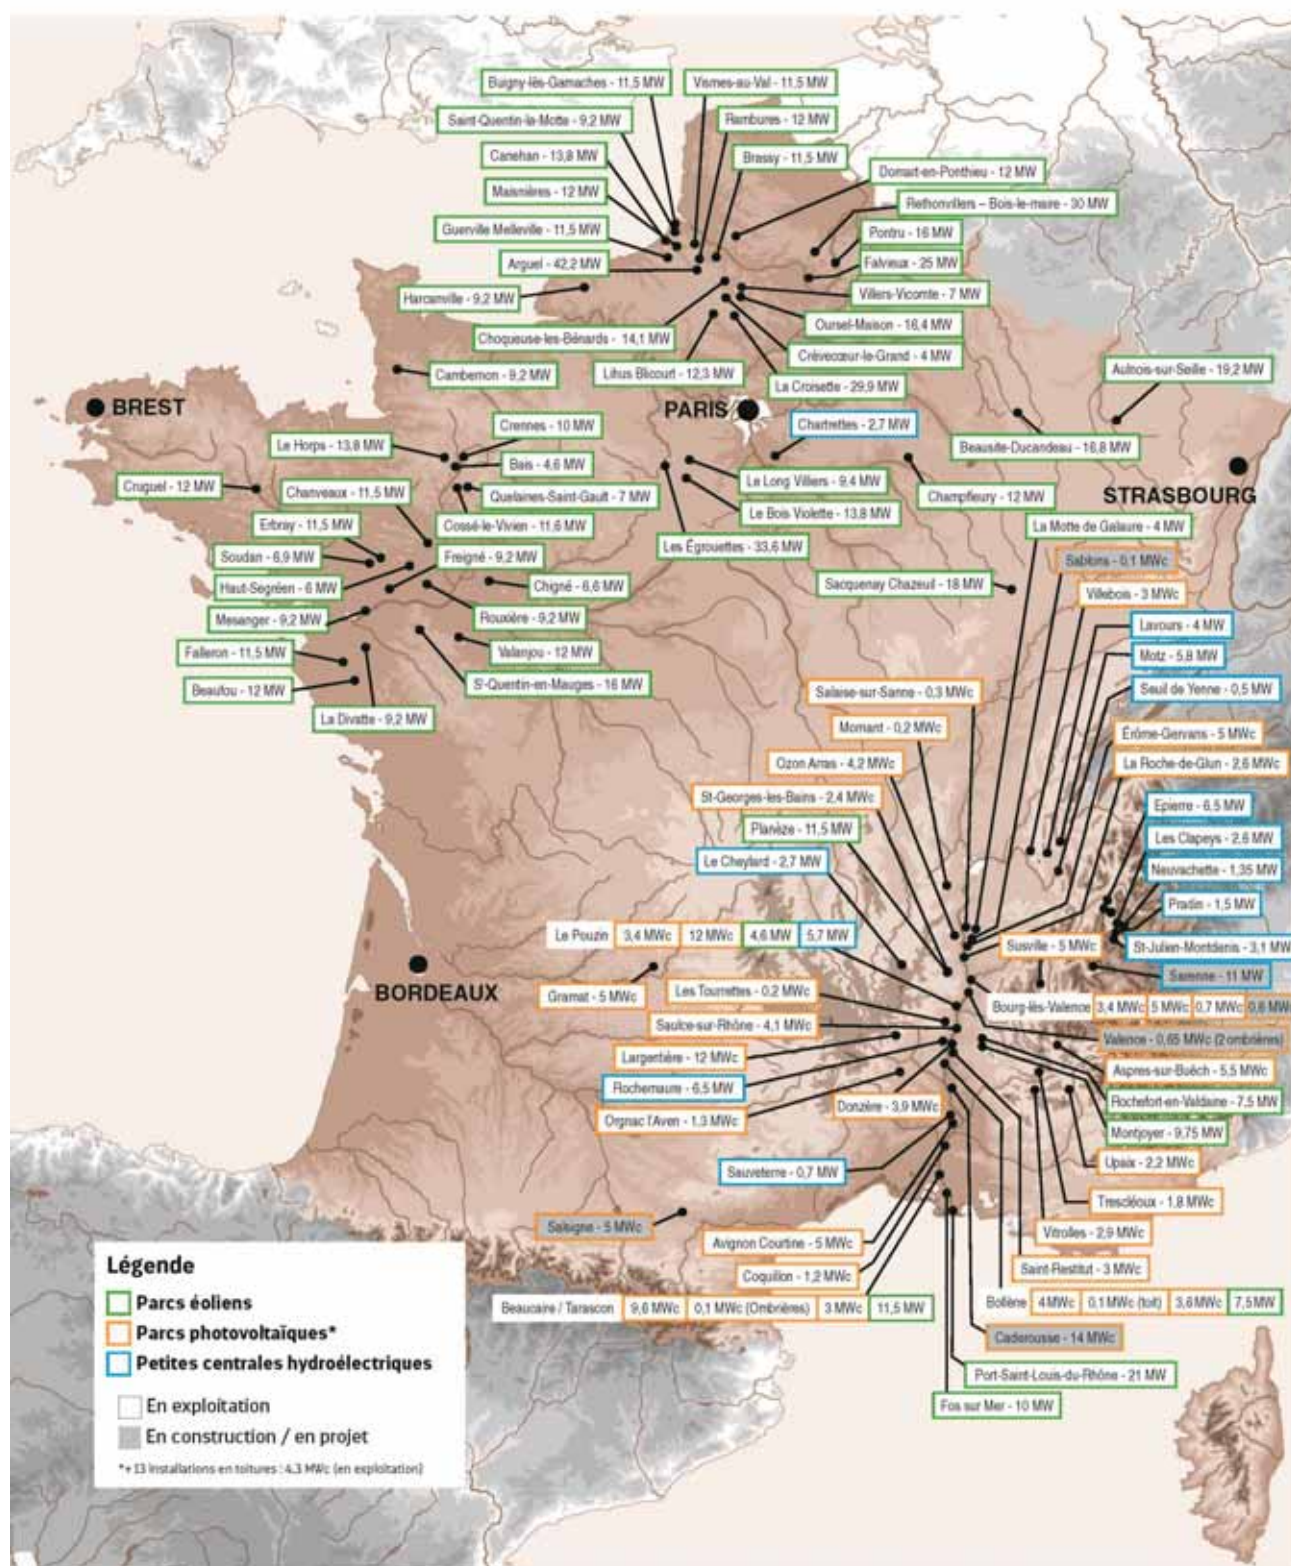 Buigny-lès-Gamaches - 11,5 MW
Vismes-au-Val - 11,5 MW
Saint-Quentin-la-Motte - 9,2 MW
Rambures - 12 MW
Canehan - 13,8 MW
Brassy - 11,5 MW
Domart-en-Ponthieu - 12 MW
Maisnières - 12 MW
Rethonvillers – Bois-le-maire - 30 MW
Guerville Melleville - 11,5 MW
Pontru - 16 MW
Arguel - 42,2 MW
Falvieux - 25 MW
Harcanville - 9,2 MW
Villers-Vicomte - 7 MW
Oursel-Maison - 16,4 MW
Choqueuse-les-Bénards - 14,1 MW
Crèvecœur-le-Grand - 4 MW
Cambernon - 9,2 MW
Lihus Blicourt - 12,3 MW
La Croisette - 29,9 MW
Aulnois-sur-Seille - 19,2 MW
BREST
PARIS
Chartrettes - 2,7 MW
Crennes - 10 MW
Le Horps - 13,8 MW
Bais - 4,6 MW
Beausite-Ducandeau - 16,8 MW
STRASBOURG
Cruguel - 12 MW
Chanveaux - 11,5 MW
Quelaines-Saint-Gault - 7 MW
Le Long Villiers - 9,4 MW
Champfleury - 12 MW
Le Bois Violette - 13,8 MW
Erbray - 11,5 MW
Cossé-le-Vivien - 11,6 MW
La Motte de Galaure - 4 MW
Soudan - 6,9 MW
Freigné - 9,2 MW
Les Égrouettes - 33,6 MW
Sablons - 0,1 MWc
Haut-Segréen - 6 MW
Chigné - 6,6 MW
Sacquenay Chazeuil - 18 MW
Villebois - 3 MWc
Mesanger - 9,2 MW
Rouxière - 9,2 MW
Lavours - 4 MW
Falleron - 11,5 MW
Valanjou - 12 MW
Motz - 5,8 MW
Beaufou - 12 MW
St-Quentin-en-Mauges - 16 MW
Seuil de Yenne - 0,5 MW
La Divatte - 9,2 MW
Salaise-sur-Sanne - 0,3 MWc
Mornant - 0,2 MWc
Érôme-Gervans - 5 MWc
Ozon Arras - 4,2 MWc
La Roche-de-Glun - 2,6 MWc
St-Georges-les-Bains - 2,4 MWc
Epierre - 6,5 MW
Planèze - 11,5 MW
Les Clapeys - 2,6 MW
Le Cheylard - 2,7 MW
Neuvachette - 1,35 MW
Pradin - 1,5 MW
Le Pouzin 3,4 MWc 12 MWc 4,6 MW 5,7 MW
Susville - 5 MWc
St-Julien-Montdenis - 3,1 MW
Sarenne - 11 MW
BORDEAUX
Gramat - 5 MWc
Les Tourrettes - 0,2 MWc
Bourg-lès-Valence 3,4 MWc 5 MWc 0,7 MWc 0,6 MWc
Saulce-sur-Rhône - 4,1 MWc
Valence - 0,65 MWc (2 ombrières)
Largentière - 12 MWc
Aspres-sur-Buëch - 5,5 MWc
Rochemaure - 6,5 MW
Rochefort-en-Valdaine - 7,5 MW
Orgnac l'Aven - 1,3 MWc
Donzère - 3,9 MWc
Montjoyer - 9,75 MW
Upaix - 2,2 MWc
Sauveterre - 0,7 MW
Trescléoux - 1,8 MWc
Salsigne - 5 MWc
Vitrolles - 2,9 MWc
Avignon Courtine - 5 MWc
Saint-Restitut - 3 MWc
Coquillon - 1,2 MWc
Beaucaire / Tarascon 9,6 MWc 0,1 MWc (Ombrières) 3 MWc 11,5 MW
Bollène 4 MWc 0,1 MWc (toit) 3,6 MWc 7,5 MW
Caderousse - 14 MWc
Port-Saint-Louis-du-Rhône - 21 MW
Fos sur Mer - 10 MW
Légende
Parcs éoliens
Parcs photovoltaïques*
Petites centrales hydroélectriques
En exploitation
En construction / en projet
*+ 13 installations en toitures : 4,3 MWc (en exploitation)